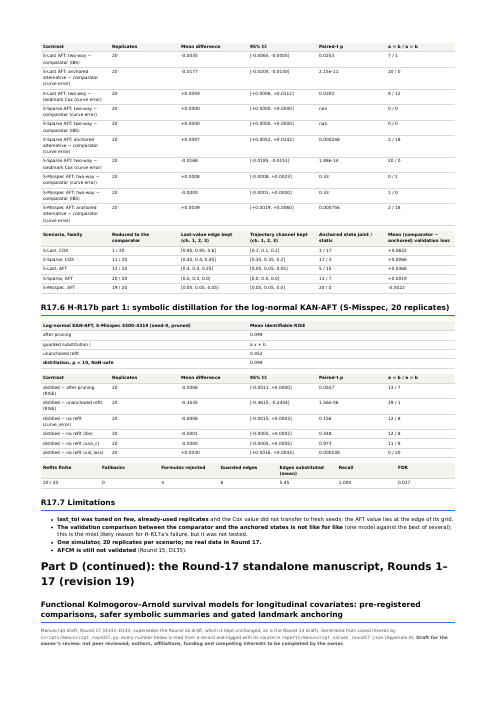 Contrast Replicates Mean difference 95% CI Paired-t p a < b / a > b
S-Last AFT: two-way − comparator (IBS) 20 -0.0035 [-0.0065, -0.0005] 0.0253 7 / 1
S-Last AFT: anchored alternative − comparator (curve error) 20 -0.0177 [-0.0204, -0.0150] 2.15e-11 20 / 0
S-Last AFT: two-way − landmark Cox (curve error) 20 +0.0059 [+0.0006, +0.0112] 0.0302 8 / 12
S-Sparse AFT: two-way − comparator (curve error) 20 +0.0000 [+0.0000, +0.0000] nan 0 / 0
S-Sparse AFT: two-way − comparator (IBS) 20 +0.0000 [+0.0000, +0.0000] nan 0 / 0
S-Sparse AFT: anchored alternative − comparator (curve error) 20 +0.0097 [+0.0052, +0.0142] 0.000248 2 / 18
S-Sparse AFT: two-way − landmark Cox (curve error) 20 -0.0168 [-0.0185, -0.0151] 1.88e-14 20 / 0
S-Misspec AFT: two-way − comparator (curve error) 20 +0.0008 [-0.0008, +0.0023] 0.33 0 / 1
S-Misspec AFT: two-way − comparator (IBS) 20 -0.0000 [-0.0001, +0.0000] 0.33 1 / 0
S-Misspec AFT: anchored alternative − comparator (curve error) 20 +0.0039 [+0.0019, +0.0060] 0.000756 2 / 18
Scenario, family Reduced to the comparator Last-value edge kept (ch. 1, 2, 3) Trajectory channel kept (ch. 1, 2, 3) Anchored state joint / static Mean (comparator − anchored) validation loss
S-Last, COX 1 / 20 [0.95, 0.95, 0.6] [0.1, 0.1, 0.1] 3 / 17 +0.0622
S-Sparse, COX 11 / 20 [0.45, 0.4, 0.45] [0.35, 0.35, 0.2] 17 / 3 +0.0066
S-Last, AFT 12 / 20 [0.4, 0.4, 0.25] [0.05, 0.05, 0.05] 5 / 15 +0.0368
S-Sparse, AFT 20 / 20 [0.0, 0.0, 0.0] [0.0, 0.0, 0.0] 13 / 7 +0.0019
S-Misspec, AFT 19 / 20 [0.05, 0.05, 0.05] [0.05, 0.05, 0.0] 20 / 0 -0.0022
R17.6 H-R17b part 1: symbolic distillation for the log-normal KAN-AFT (S-Misspec, 20 replicates)
Log-normal KAN-AFT, S-Misspec 4300-4319 (seed-0, pruned) Mean identifiable RISE
after pruning 0.099
guarded substitution ( a x + b
unanchored refit 0.452
distillation, μ = 10, NaN-safe 0.099
Contrast Replicates Mean difference 95% CI Paired-t p a < b / a > b
distilled − after pruning (RISE) 20 -0.0006 [-0.0011, +0.0000] 0.0557 13 / 7
distilled − unanchored refit (RISE) 20 -0.3535 [-0.4615, -0.2454] 1.56e-06 19 / 1
distilled − no refit (curve_error) 20 -0.0006 [-0.0015, +0.0003] 0.156 12 / 8
distilled − no refit (ibs) 20 -0.0001 [-0.0005, +0.0002] 0.448 12 / 8
distilled − no refit (uno_c) 20 -0.0000 [-0.0005, +0.0005] 0.973 11 / 9
distilled − no refit (val_loss) 20 +0.0030 [+0.0016, +0.0044] 0.000238 0 / 20
Refits finite Fallbacks Formulas rejected Guarded edges Edges substituted (mean) Recall FDR
20 / 20 0 4 6 5.45 1.000 0.017
R17.7 Limitations
• last_tol was tuned on few, already-used replicates and the Cox value did not transfer to fresh seeds; the AFT value lies at the edge of its grid.
• The validation comparison between the comparator and the anchored states is not like for like (one model against the best of several);
this is the most likely reason for H-R17a's failure, but it was not tested.
• One simulator, 20 replicates per scenario; no real data in Round 17.
• AFCM is still not validated (Round 15, D135).
Part D (continued): the Round-17 standalone manuscript, Rounds 1–
17 (revision 19)
Functional Kolmogorov–Arnold survival models for longitudinal covariates: pre-registered
comparisons, safer symbolic summaries and gated landmark anchoring
Manuscript draft, Round 17 (D141–D143; supersedes the Round-16 draft, which is kept unchanged, as is the Round-14 draft). Generated from saved records by
scripts/manuscript_round17.py; every number below is read from a record and logged with its source in reports/manuscript_values_round17.json (Appendix A). Draft for the
owner's review: not peer reviewed; authors, affiliations, funding and competing interests to be completed by the owner.